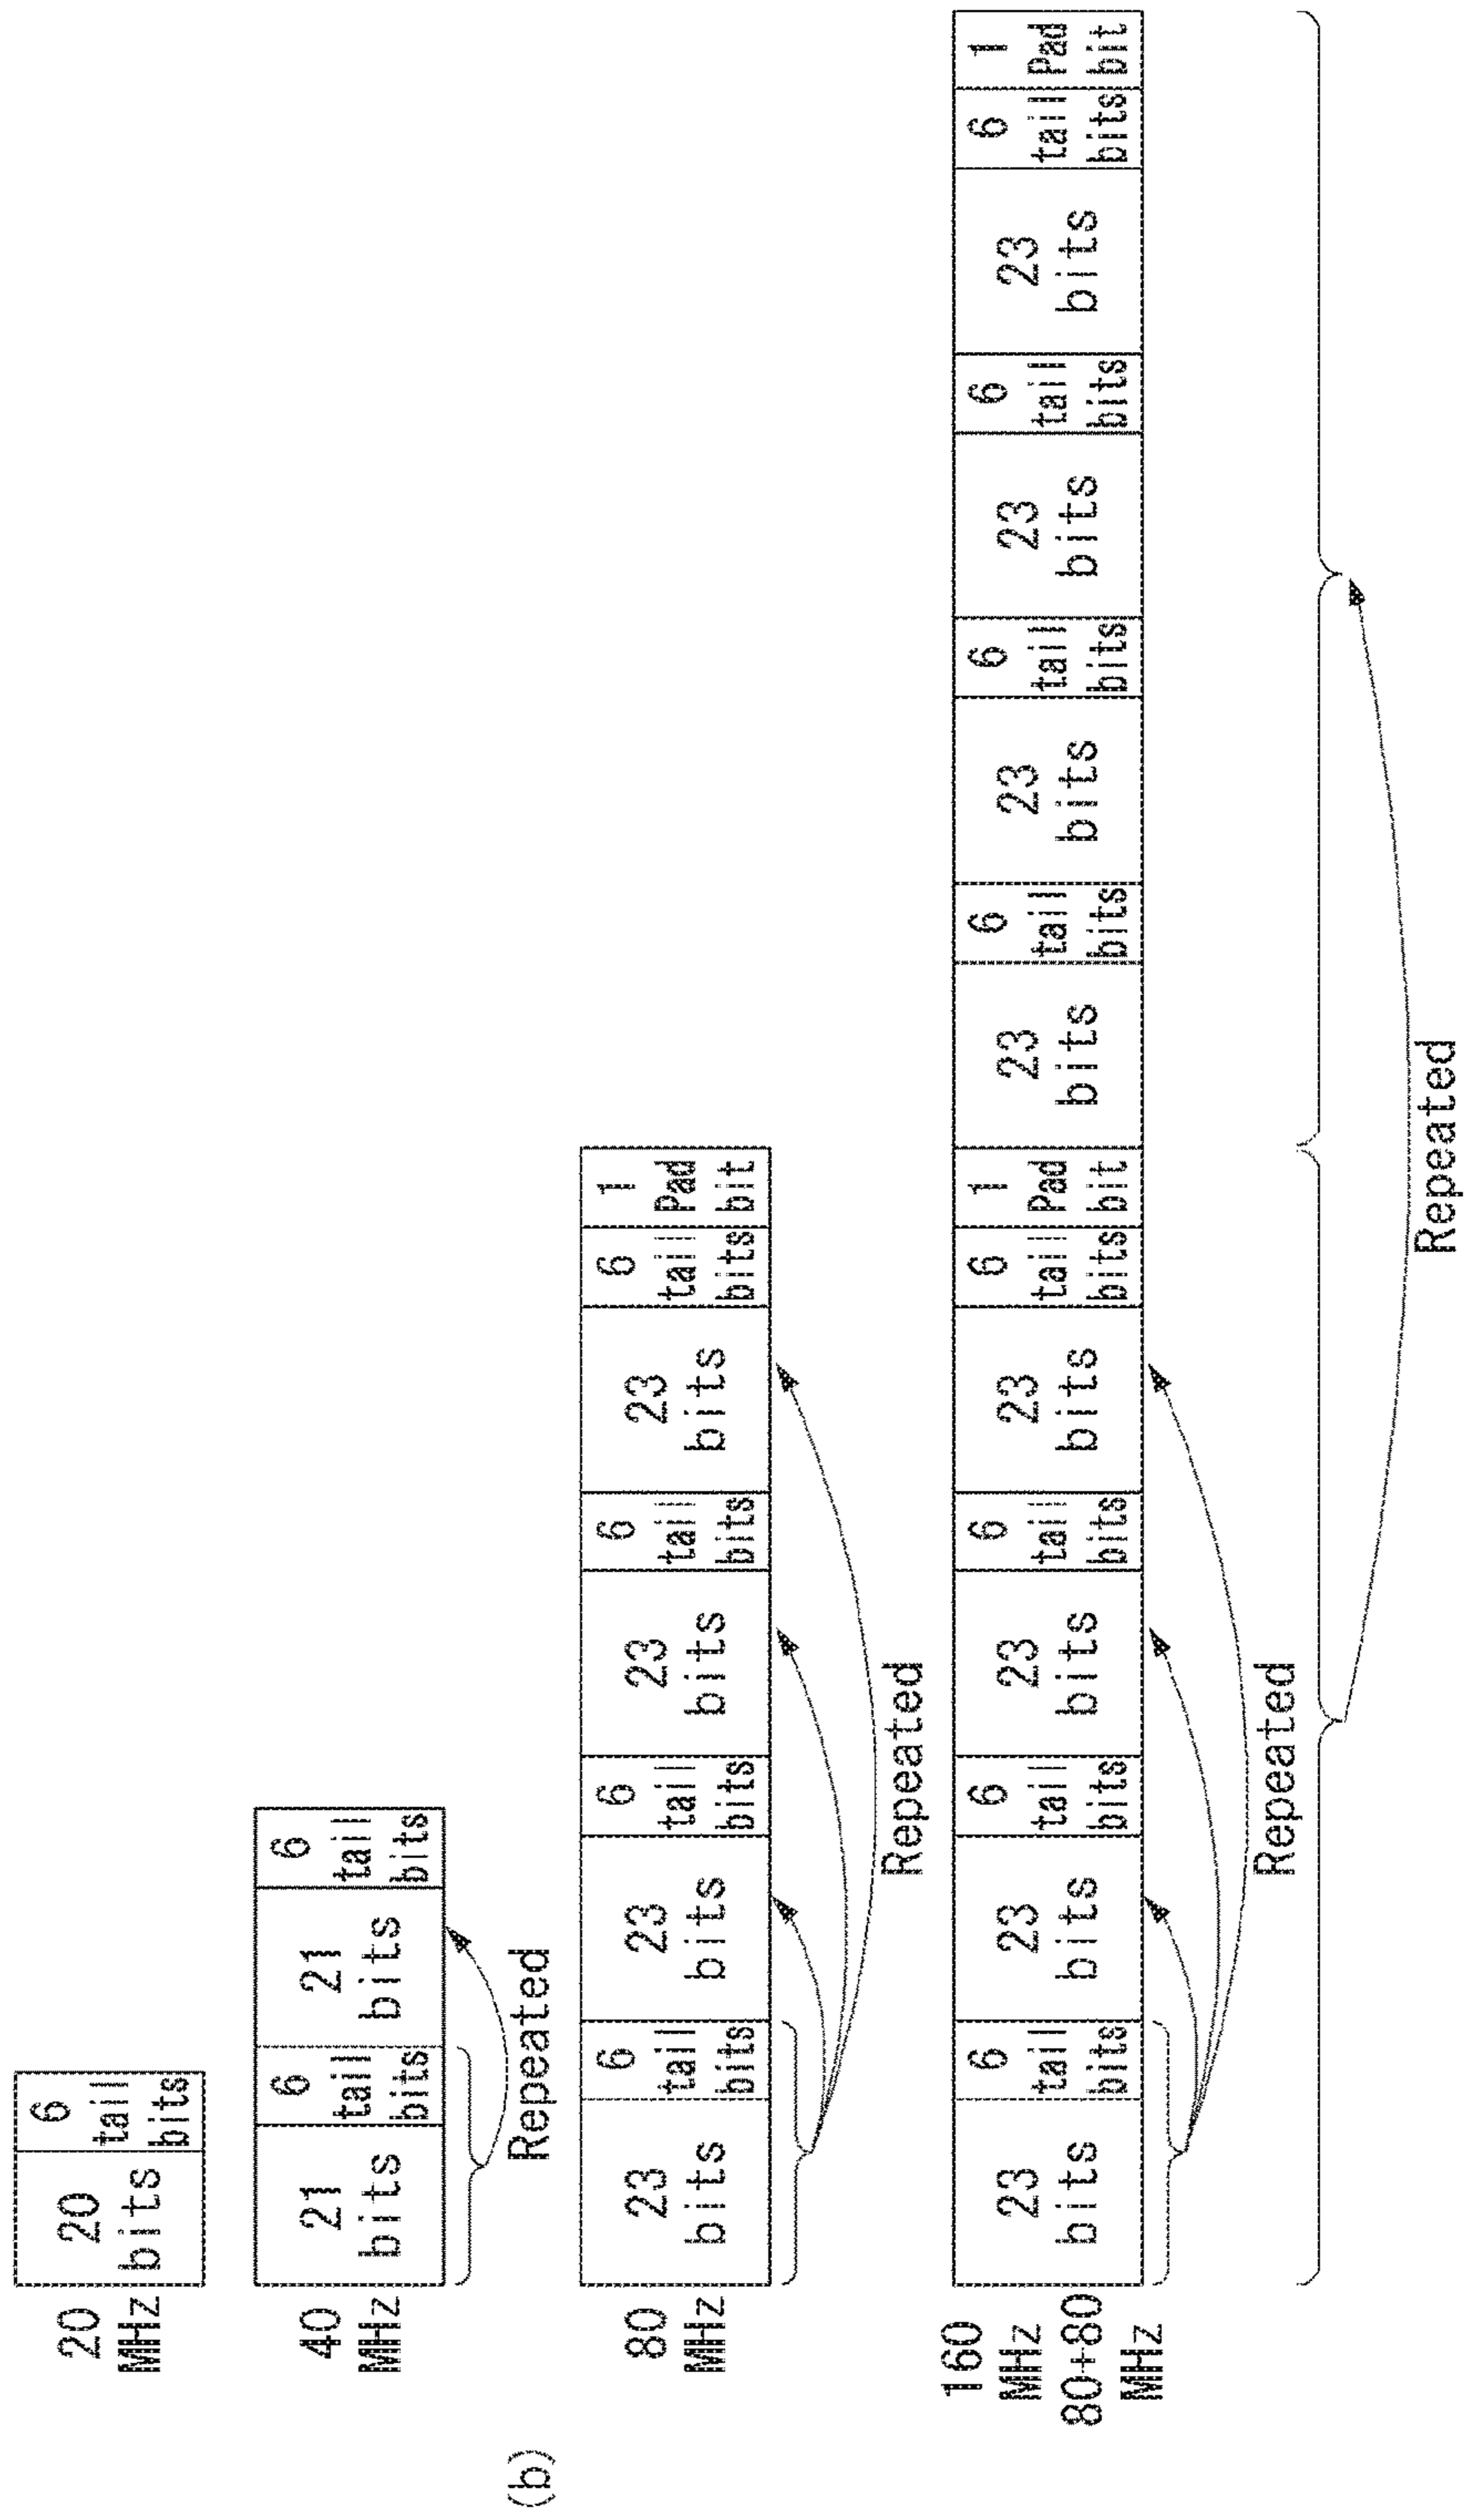 20
MHz
20
bits
6
tail
bits
40
MHz
21
bits
6
tail
bits
21
bits
6
tail
bits
Repeated
(b)
80
MHz
23
bits
6
tail
bits
23
bits
6
tail
bits
23
bits
6
tail
bits
23
bits
6
tail
bits
1
Pad
bit
Repeated
160
MHz
80+80
MHz
23
bits
6
tail
bits
23
bits
6
tail
bits
23
bits
6
tail
bits
23
bits
6
tail
bits
1
Pad
bit
23
bits
6
tail
bits
23
bits
6
tail
bits
23
bits
6
tail
bits
23
bits
6
tail
bits
1
Pad
bit
Repeated
Repeated